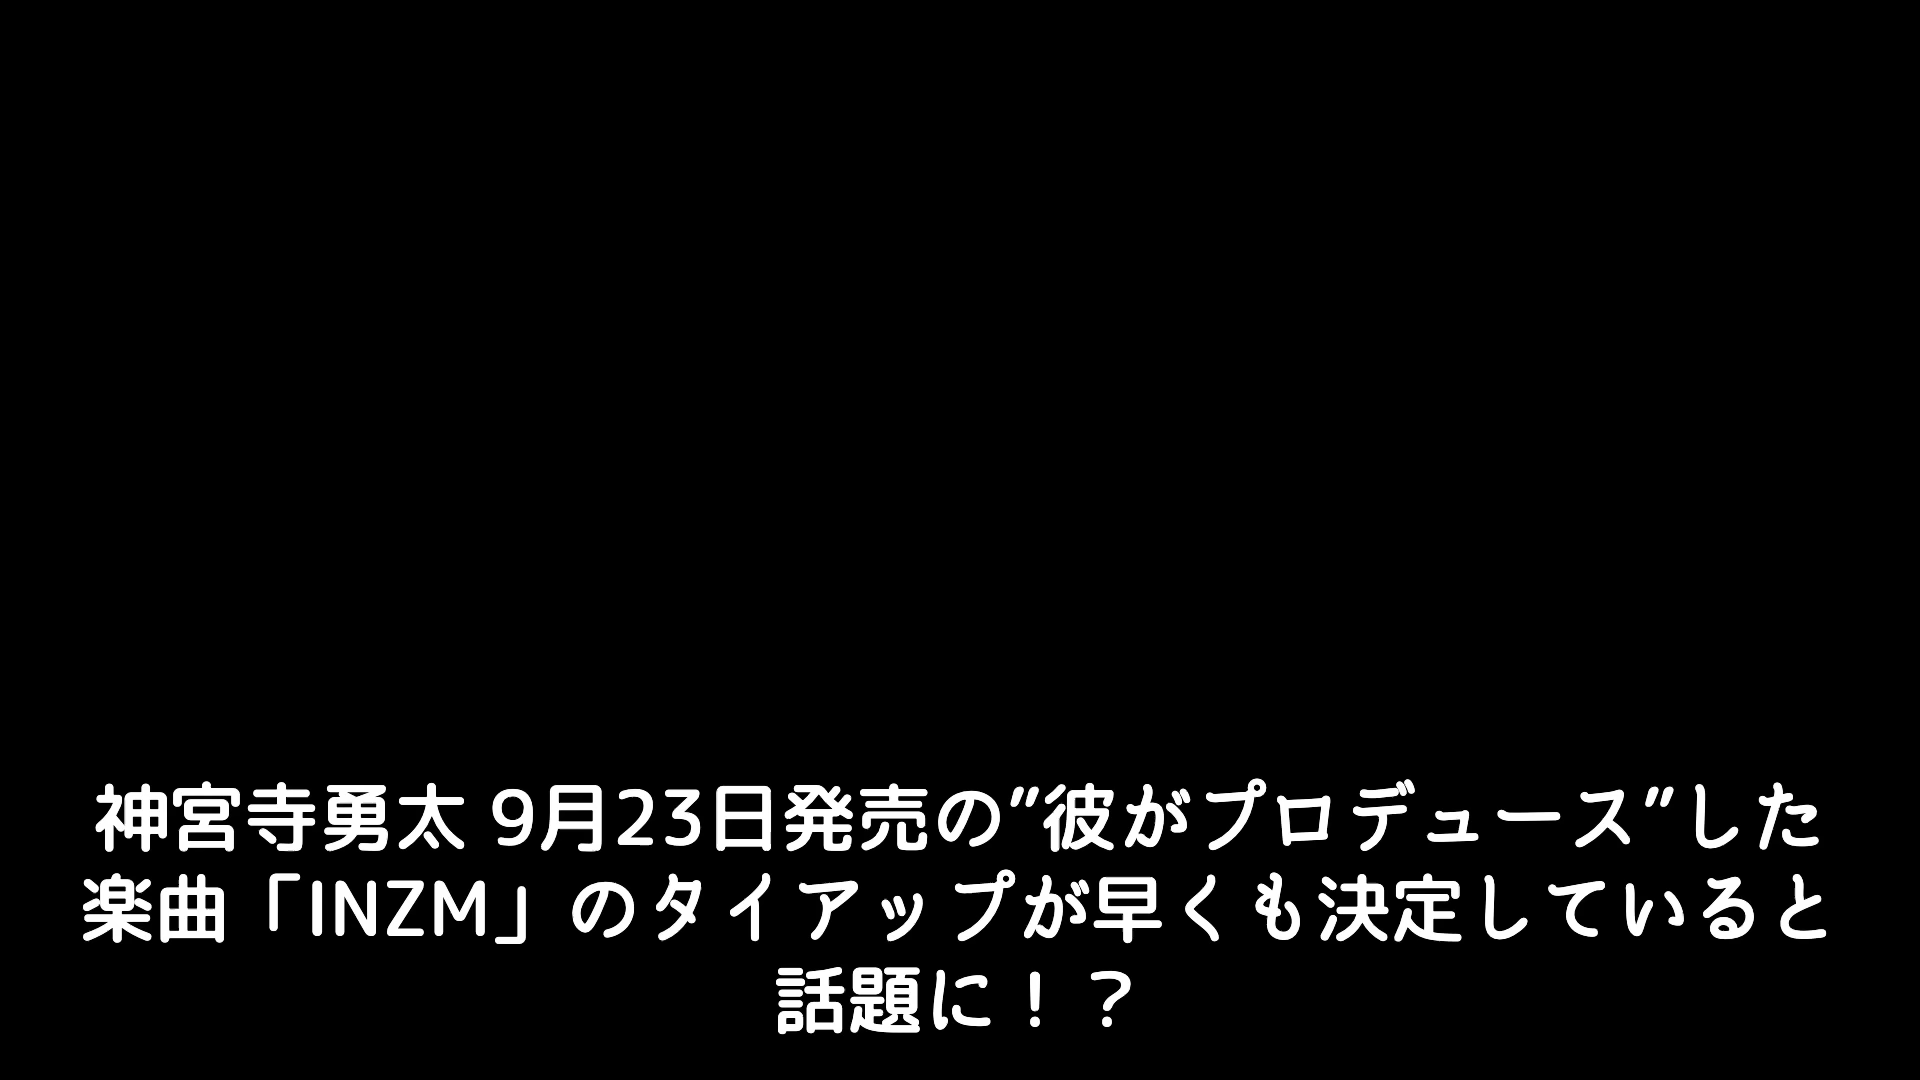 神宮寺勇太 9月23日発売の”彼がプロデュース”した
楽曲「INZM」のタイアップが早くも決定していると
話題に！？